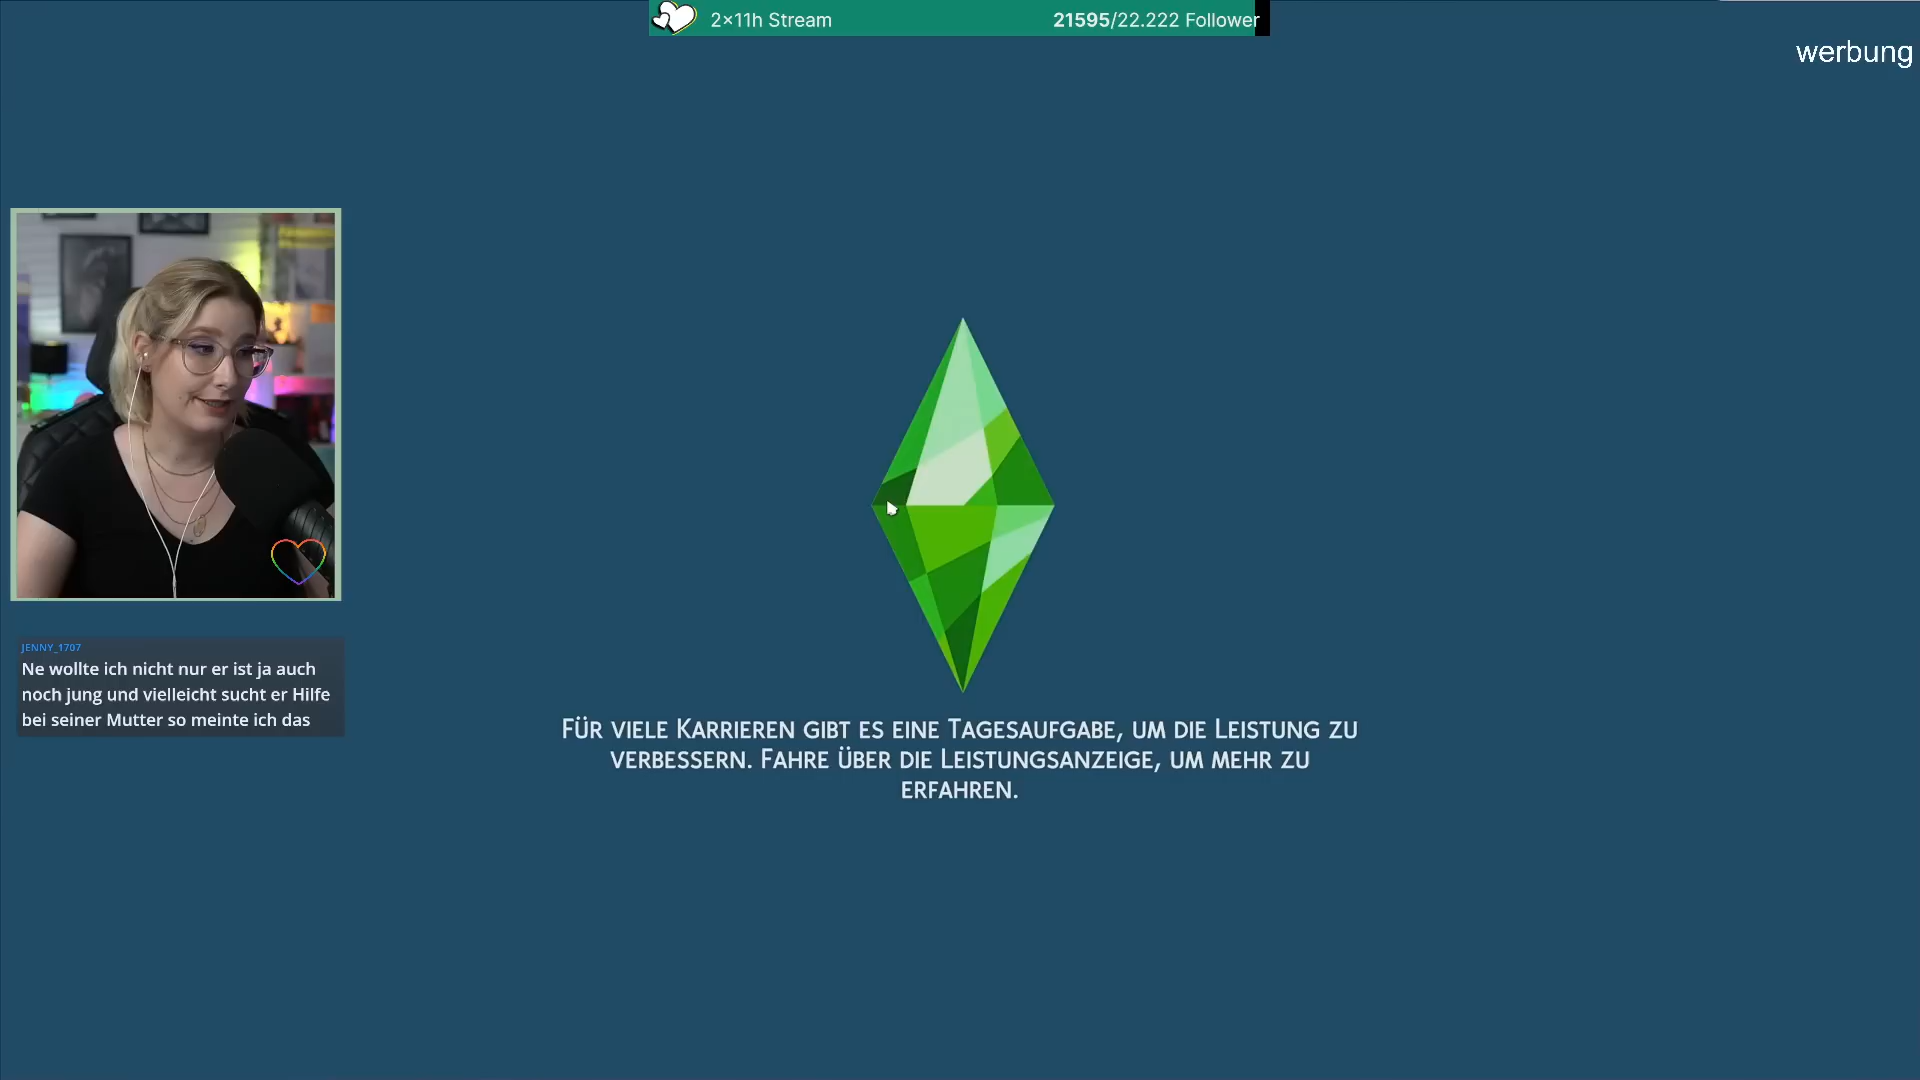 2×11h Stream
21595/22.222 Follower
werbung
JENNY_1707
Ne wollte ich nicht nur er ist ja auch
noch jung und vielleicht sucht er Hilfe
bei seiner Mutter so meinte ich das
FÜR VIELE KARRIEREN GIBT ES EINE TAGESAUFGABE, UM DIE LEISTUNG ZU
VERBESSERN. FAHRE ÜBER DIE LEISTUNGSANZEIGE, UM MEHR ZU
ERFAHREN.